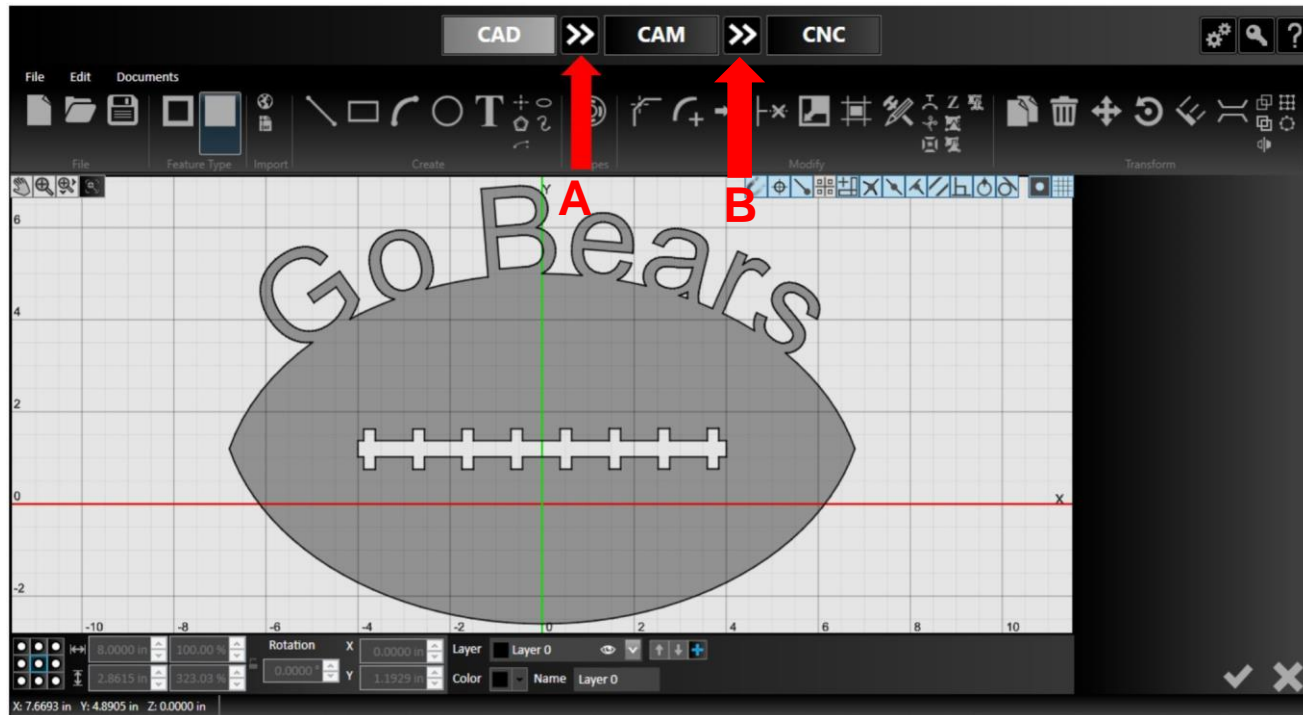 CAD >> CAM >> CNC
?
File Edit Documents
T
File Feature Type Import Create Modify Transform
A B
Y
Go Bears
6
4
2
0
X
-2
-10 -8 -6 -4 -2 0 2 4 6 8 10
8.0000 in 100.00 % Rotation X 0.0000 in Layer Layer 0
2.8615 in 323.03 % 0.0000 ° Y 1.1929 in Color Name Layer 0
X: 7.6693 in Y: 4.8905 in Z: 0.0000 in